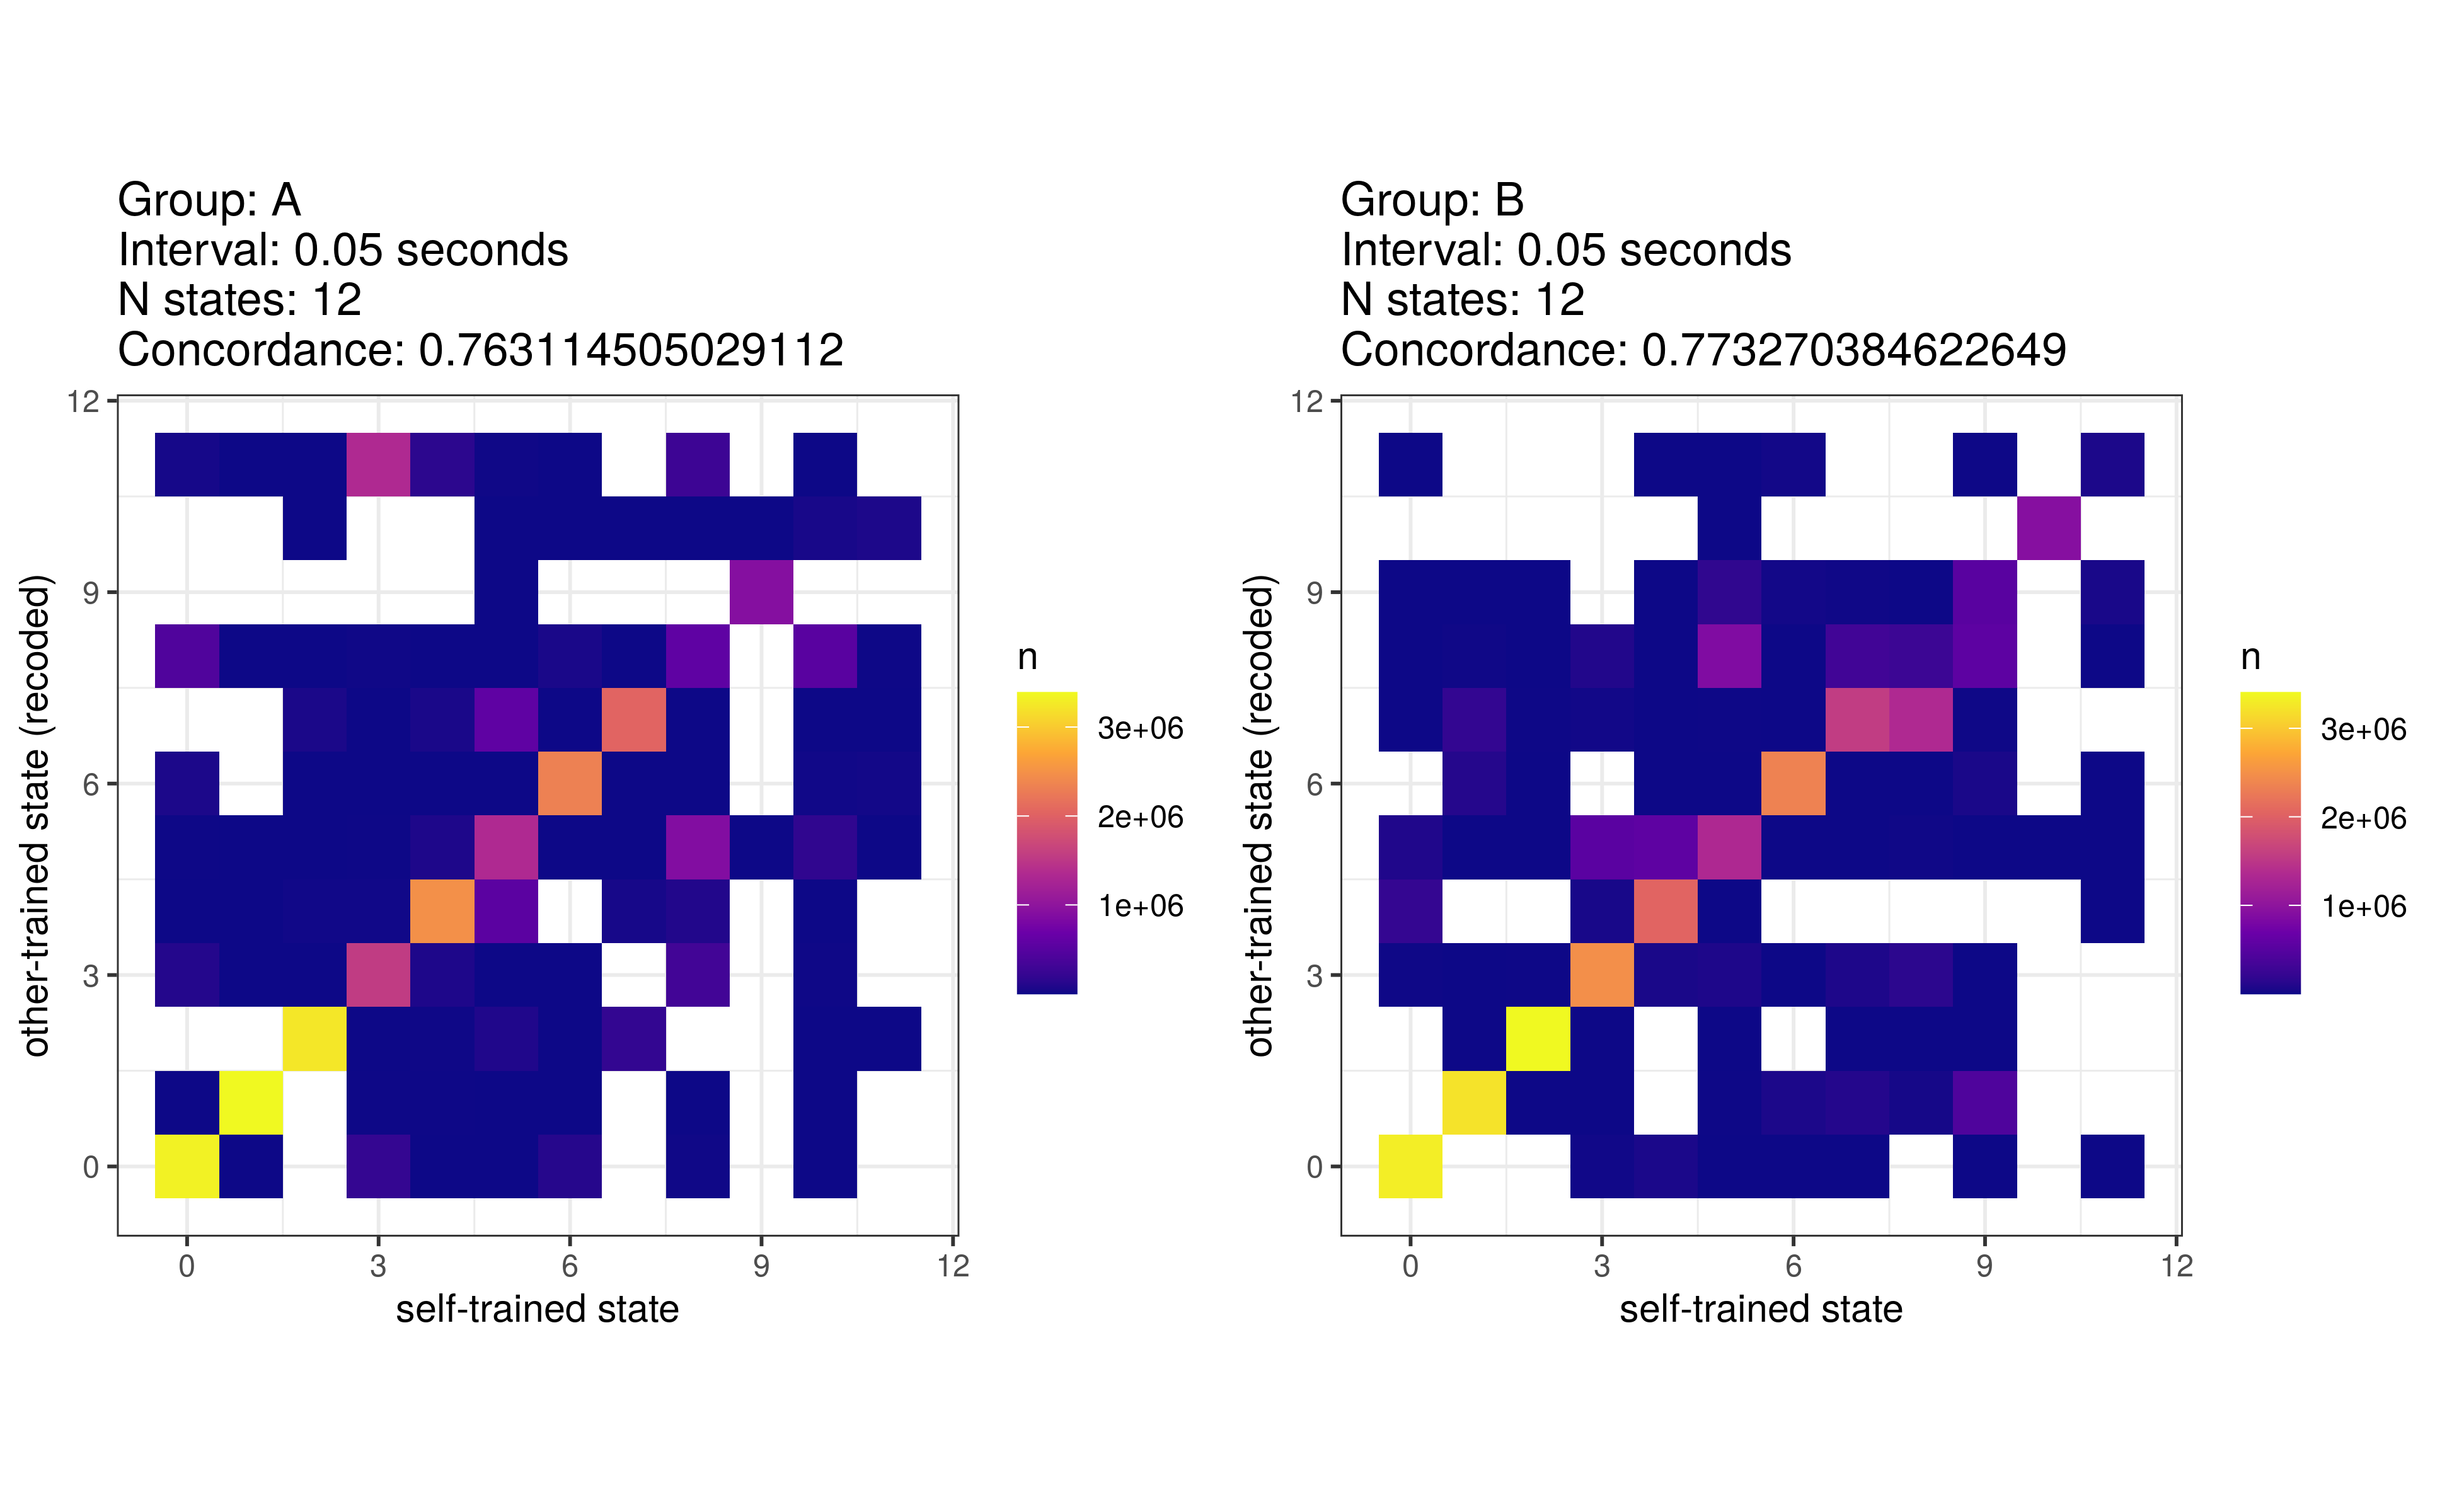 Group: A
Interval: 0.05 seconds
N states: 12
Concordance: 0.763114505029112
12
9
6
3
0
other-trained state (recoded)
0 3 6 9 12
self-trained state
n
3e+06
2e+06
1e+06
Group: B
Interval: 0.05 seconds
N states: 12
Concordance: 0.773270384622649
12
9
6
3
0
other-trained state (recoded)
0 3 6 9 12
self-trained state
n
3e+06
2e+06
1e+06